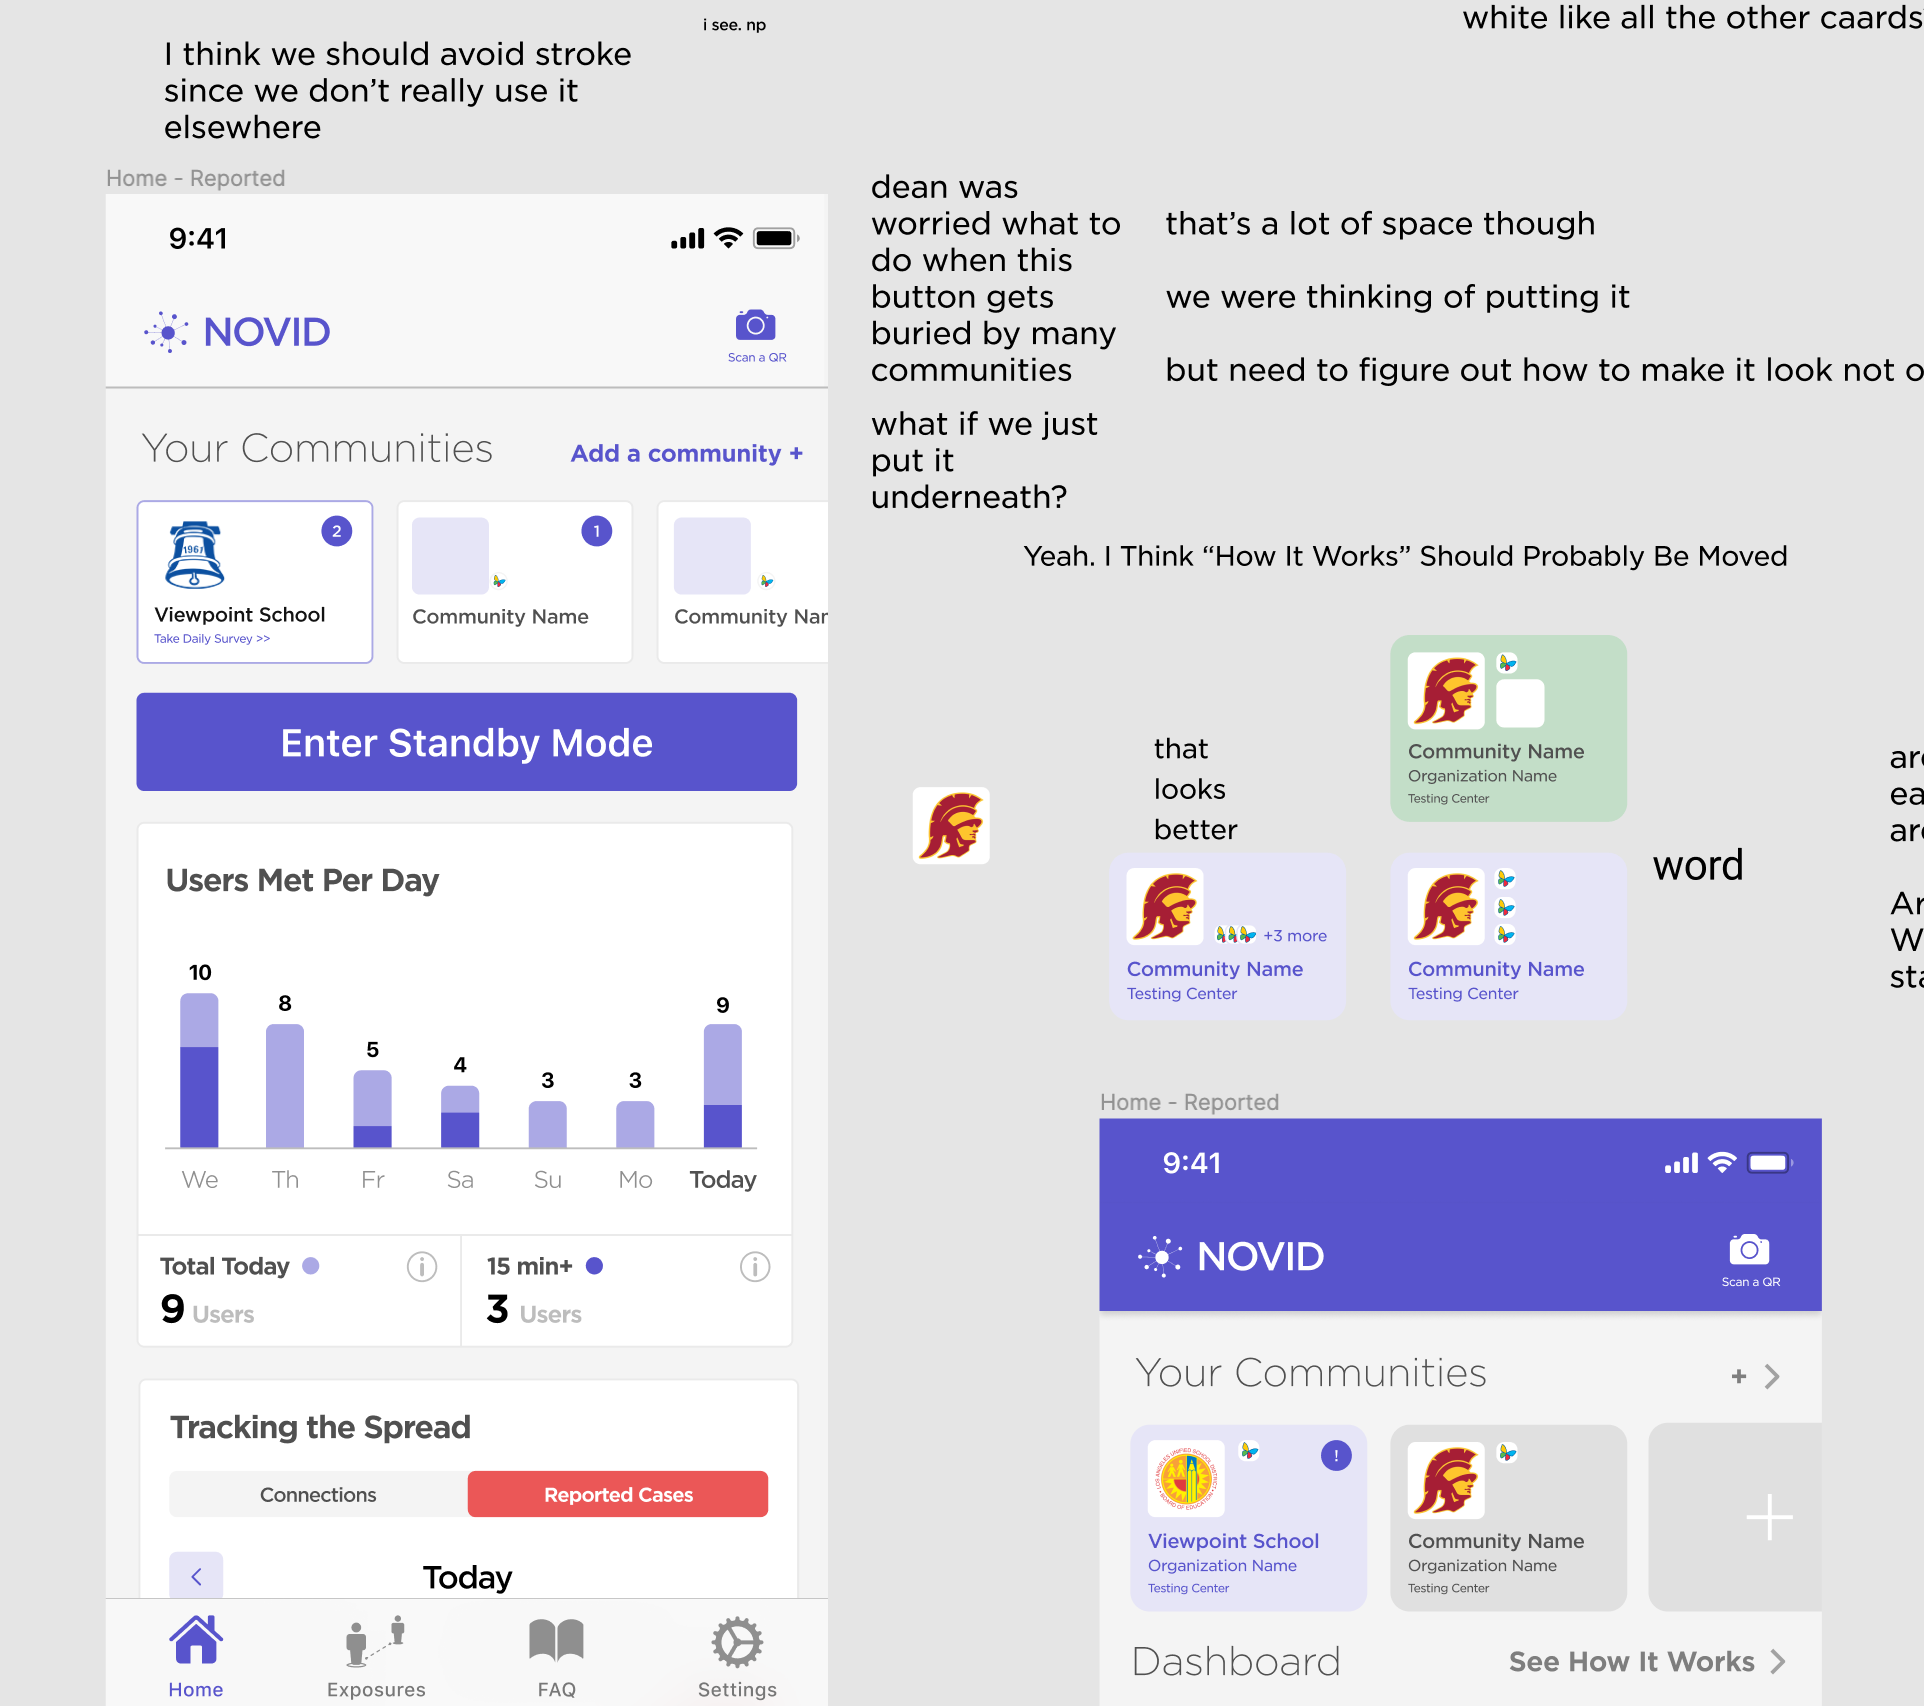 i see. np
white like all the other caards
I think we should avoid stroke
since we don't really use it
elsewhere
Home - Reported
9:41
NOVID
Scan a QR
Your Communities
Add a community +
1961
2
Viewpoint School
Take Daily Survey >>
1
Community Name
Community Nar
Enter Standby Mode
Users Met Per Day
10
8
5
4
3
3
9
We
Th
Fr
Sa
Su
Mo
Today
Total Today
9 Users
15 min+
3 Users
Tracking the Spread
Connections
Reported Cases
<
Today
Home
Exposures
FAQ
Settings
dean was
worried what to
do when this
button gets
buried by many
communities
what if we just
put it
underneath?
that's a lot of space though
we were thinking of putting it
but need to figure out how to make it look not o
Yeah. I Think “How It Works” Should Probably Be Moved
that
looks
better
Community Name
Organization Name
Testing Center
word
+3 more
Community Name
Testing Center
Community Name
Testing Center
Home - Reported
9:41
NOVID
Scan a QR
Your Communities
+ >
!
LOS ANGELES UNIFIED SCHOOL DISTRICT
BOARD OF EDUCATION
Viewpoint School
Organization Name
Testing Center
Community Name
Organization Name
Testing Center
+
Dashboard
See How It Works >